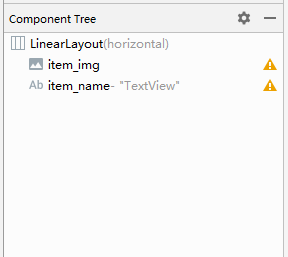 Component Tree
LinearLayout(horizontal)
item_img
Ab item_name- "TextView"